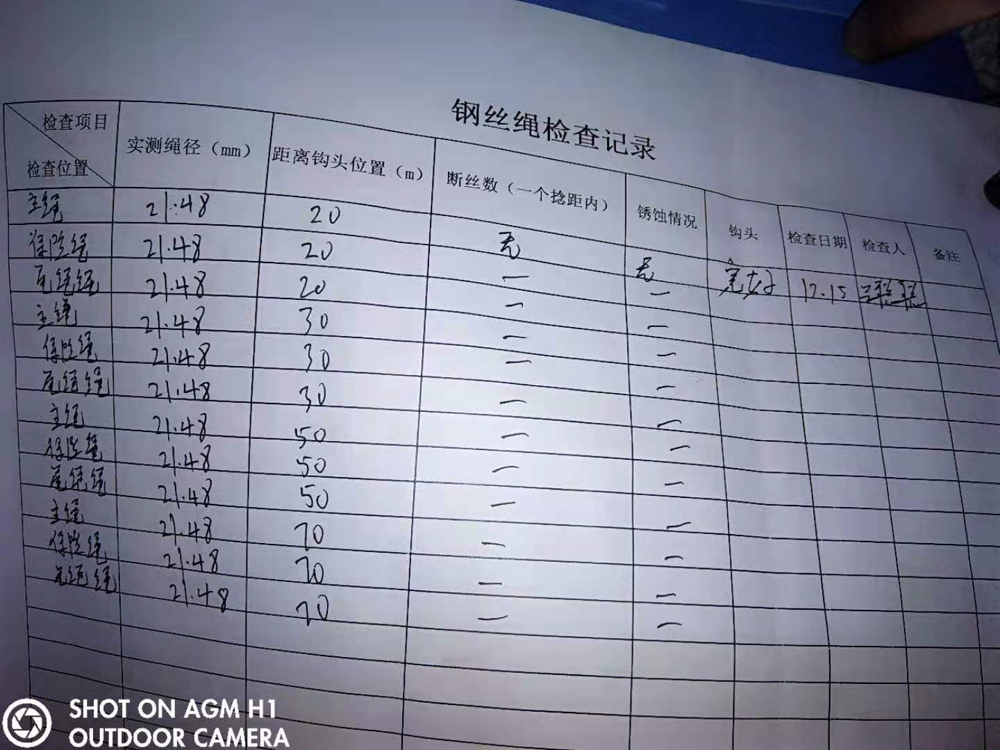 钢丝绳检查记录
检查项目 实测绳径（mm） 距离钩头位置（m） 断丝数（一个捻距内） 锈蚀情况 钩头 检查日期 检查人 备注
检查位置
主绳 21.48 20 无 无 完好 12.15
保险绳 21.48 20 — —
尾绳绳 21.48 20 — —
主绳 21.48 30 — —
保险绳 21.48 30 — —
尾绳绳 21.48 30 — —
主绳 21.48 50 — —
保险绳 21.48 50 — —
尾绳绳 21.48 50 — —
主绳 21.48 70 — —
保险绳 21.48 70 — —
尾绳绳 21.48 70 — —
SHOT ON AGM H1
OUTDOOR CAMERA